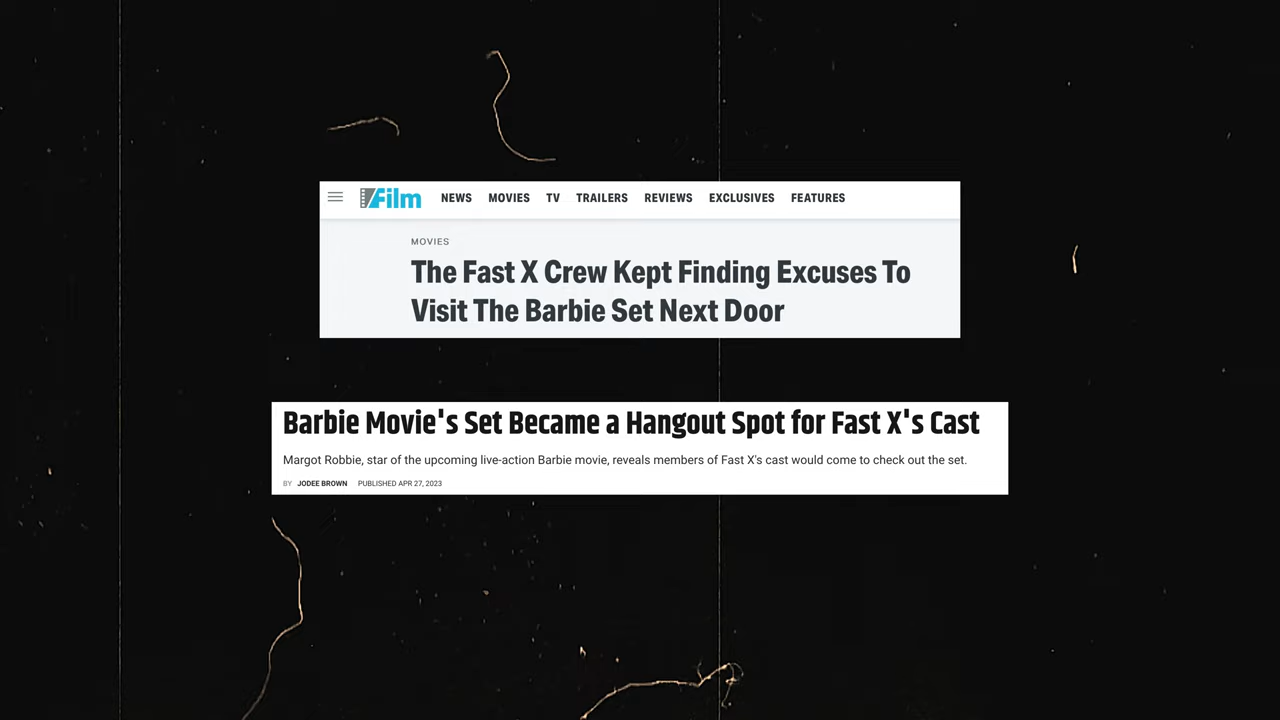 /Film NEWS MOVIES TV TRAILERS REVIEWS EXCLUSIVES FEATURES
MOVIES
The Fast X Crew Kept Finding Excuses To
Visit The Barbie Set Next Door
Barbie Movie's Set Became a Hangout Spot for Fast X's Cast
Margot Robbie, star of the upcoming live-action Barbie movie, reveals members of Fast X's cast would come to check out the set.
BY JODEE BROWN PUBLISHED APR 27, 2023